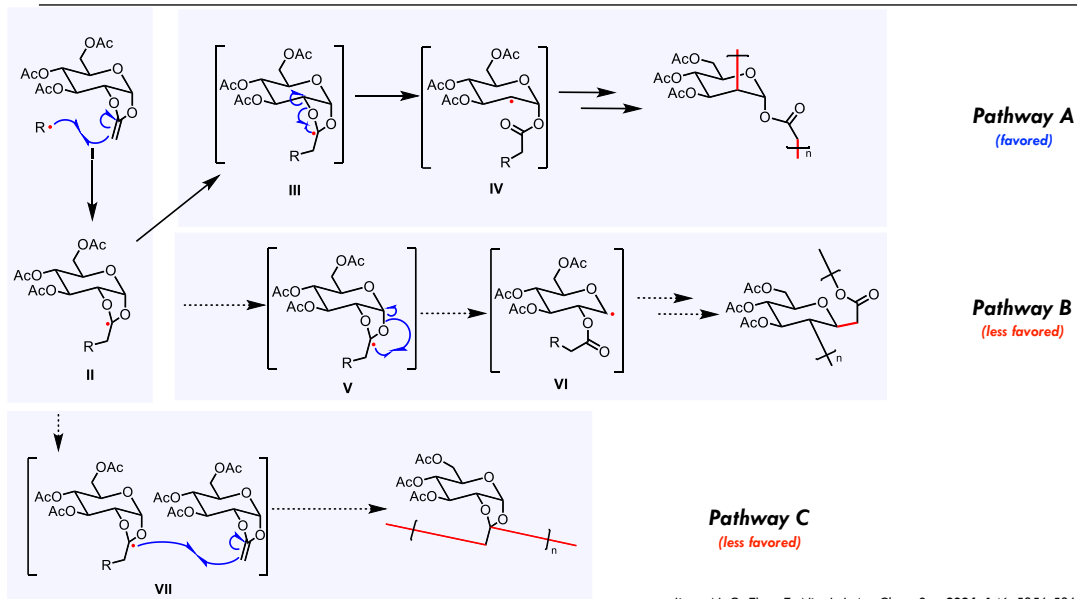 OAc
AcO
AcO
O
O
O
R•
I
OAc
AcO
AcO
O
O
O
R
II
OAc
AcO
AcO
O
O
O
R
III
OAc
AcO
AcO
O
O
O
R
IV
AcO
AcO
AcO
O
O
O
n
Pathway A
(favored)
OAc
AcO
AcO
O
O
O
R
V
OAc
AcO
AcO
O
O
O
R
VI
AcO
AcO
AcO
O
O
O
n
Pathway B
(less favored)
OAc
AcO
AcO
O
O
O
R
OAc
AcO
AcO
O
O
O
VII
AcO
AcO
AcO
O
O
O
n
Pathway C
(less favored)